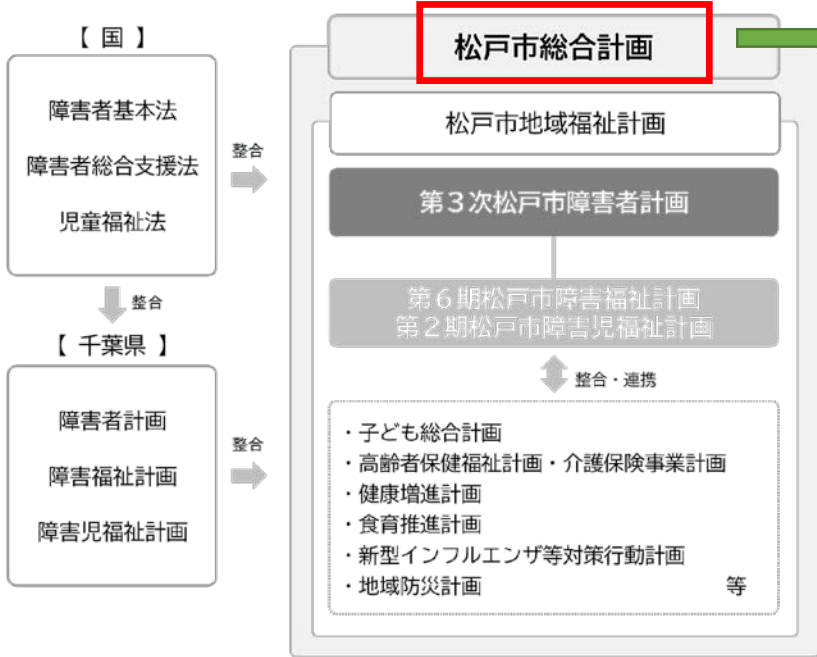 【 国 】
障害者基本法
障害者総合支援法
児童福祉法
整合
整合
【 千葉県 】
障害者計画
障害福祉計画
障害児福祉計画
整合
松戸市総合計画
松戸市地域福祉計画
第３次松戸市障害者計画
第６期松戸市障害福祉計画
第２期松戸市障害児福祉計画
整合・連携
・子ども総合計画
・高齢者保健福祉計画・介護保険事業計画
・健康増進計画
・食育推進計画
・新型インフルエンザ等対策行動計画
・地域防災計画 等